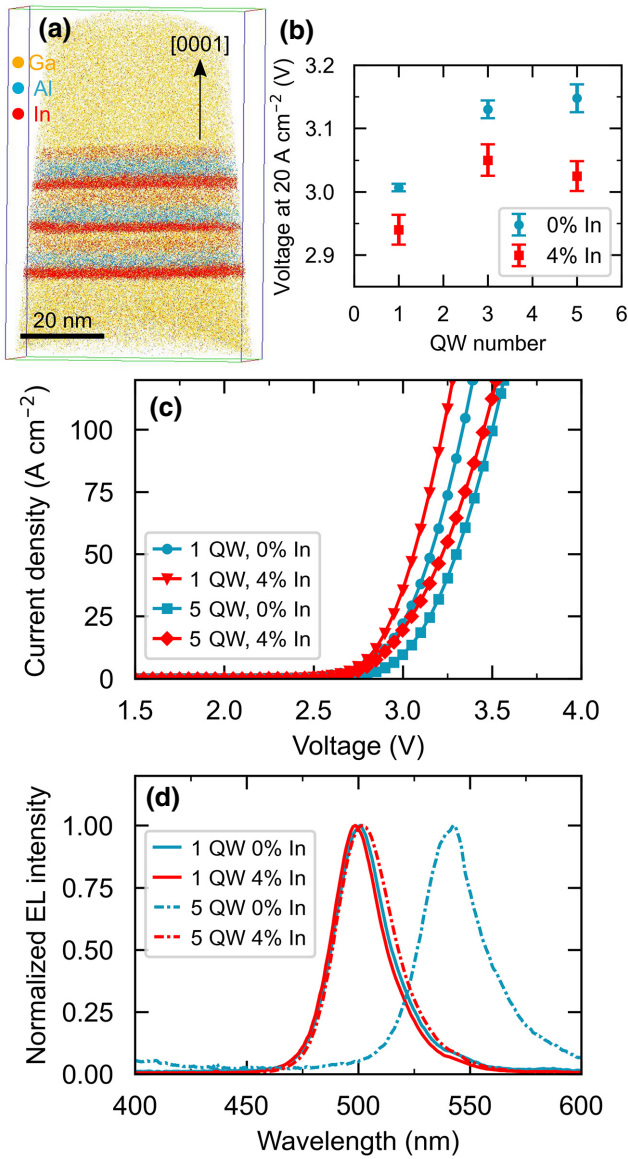 (a)
[0001]
Ga
Al
In
20 nm
(b)
Voltage at 20 A cm⁻² (V)
3.2
3.1
3.0
2.9
0% In
4% In
0 1 2 3 4 5 6
QW number
(c)
Current density (A cm⁻²)
100
75
50
25
0
1 QW, 0% In
1 QW, 4% In
5 QW, 0% In
5 QW, 4% In
1.5 2.0 2.5 3.0 3.5 4.0
Voltage (V)
(d)
Normalized EL intensity
1.00
0.75
0.50
0.25
0.00
1 QW 0% In
1 QW 4% In
5 QW 0% In
5 QW 4% In
400 450 500 550 600
Wavelength (nm)